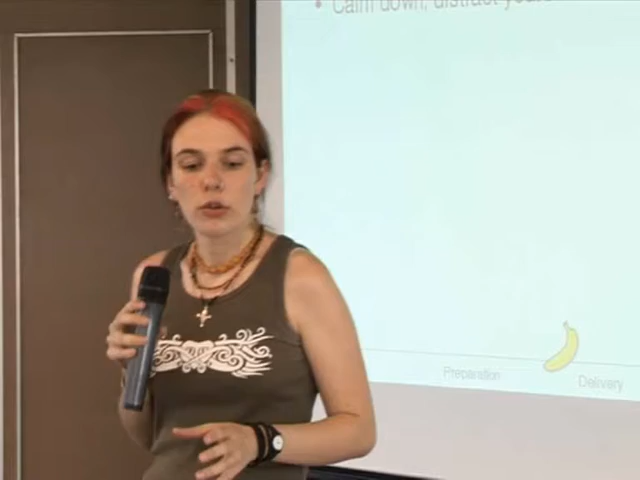 • Calm down, distract
Preparation
Delivery